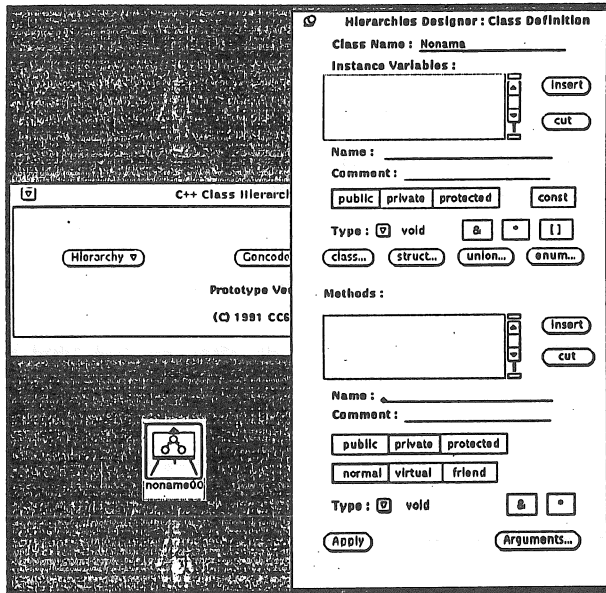 Hierarchies Designer : Class Definition
Class Name : Noname
Instance Variables :
Insert
cut
Name :
Comment :
public private protected const
Type : void & * [ ]
class... struct... union... enum...
Methods :
Insert
cut
Name :
Comment :
public private protected
normal virtual friend
Type : void & *
Apply Arguments...
C++ Class Hierarch
Hierarchy Gencode
Prototype Ve
(C) 1991 CC
noname00